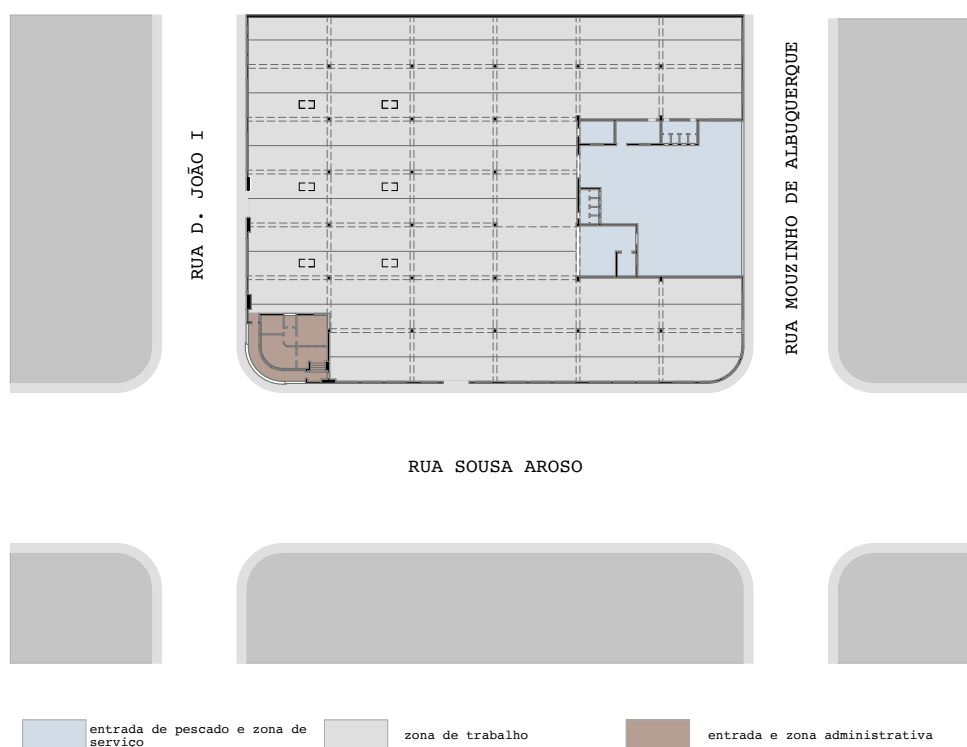 RUA D. JOÃO I
RUA MOUZINHO DE ALBUQUERQUE
RUA SOUSA AROSO
entrada de pescado e zona de
serviço
zona de trabalho
entrada e zona administrativa